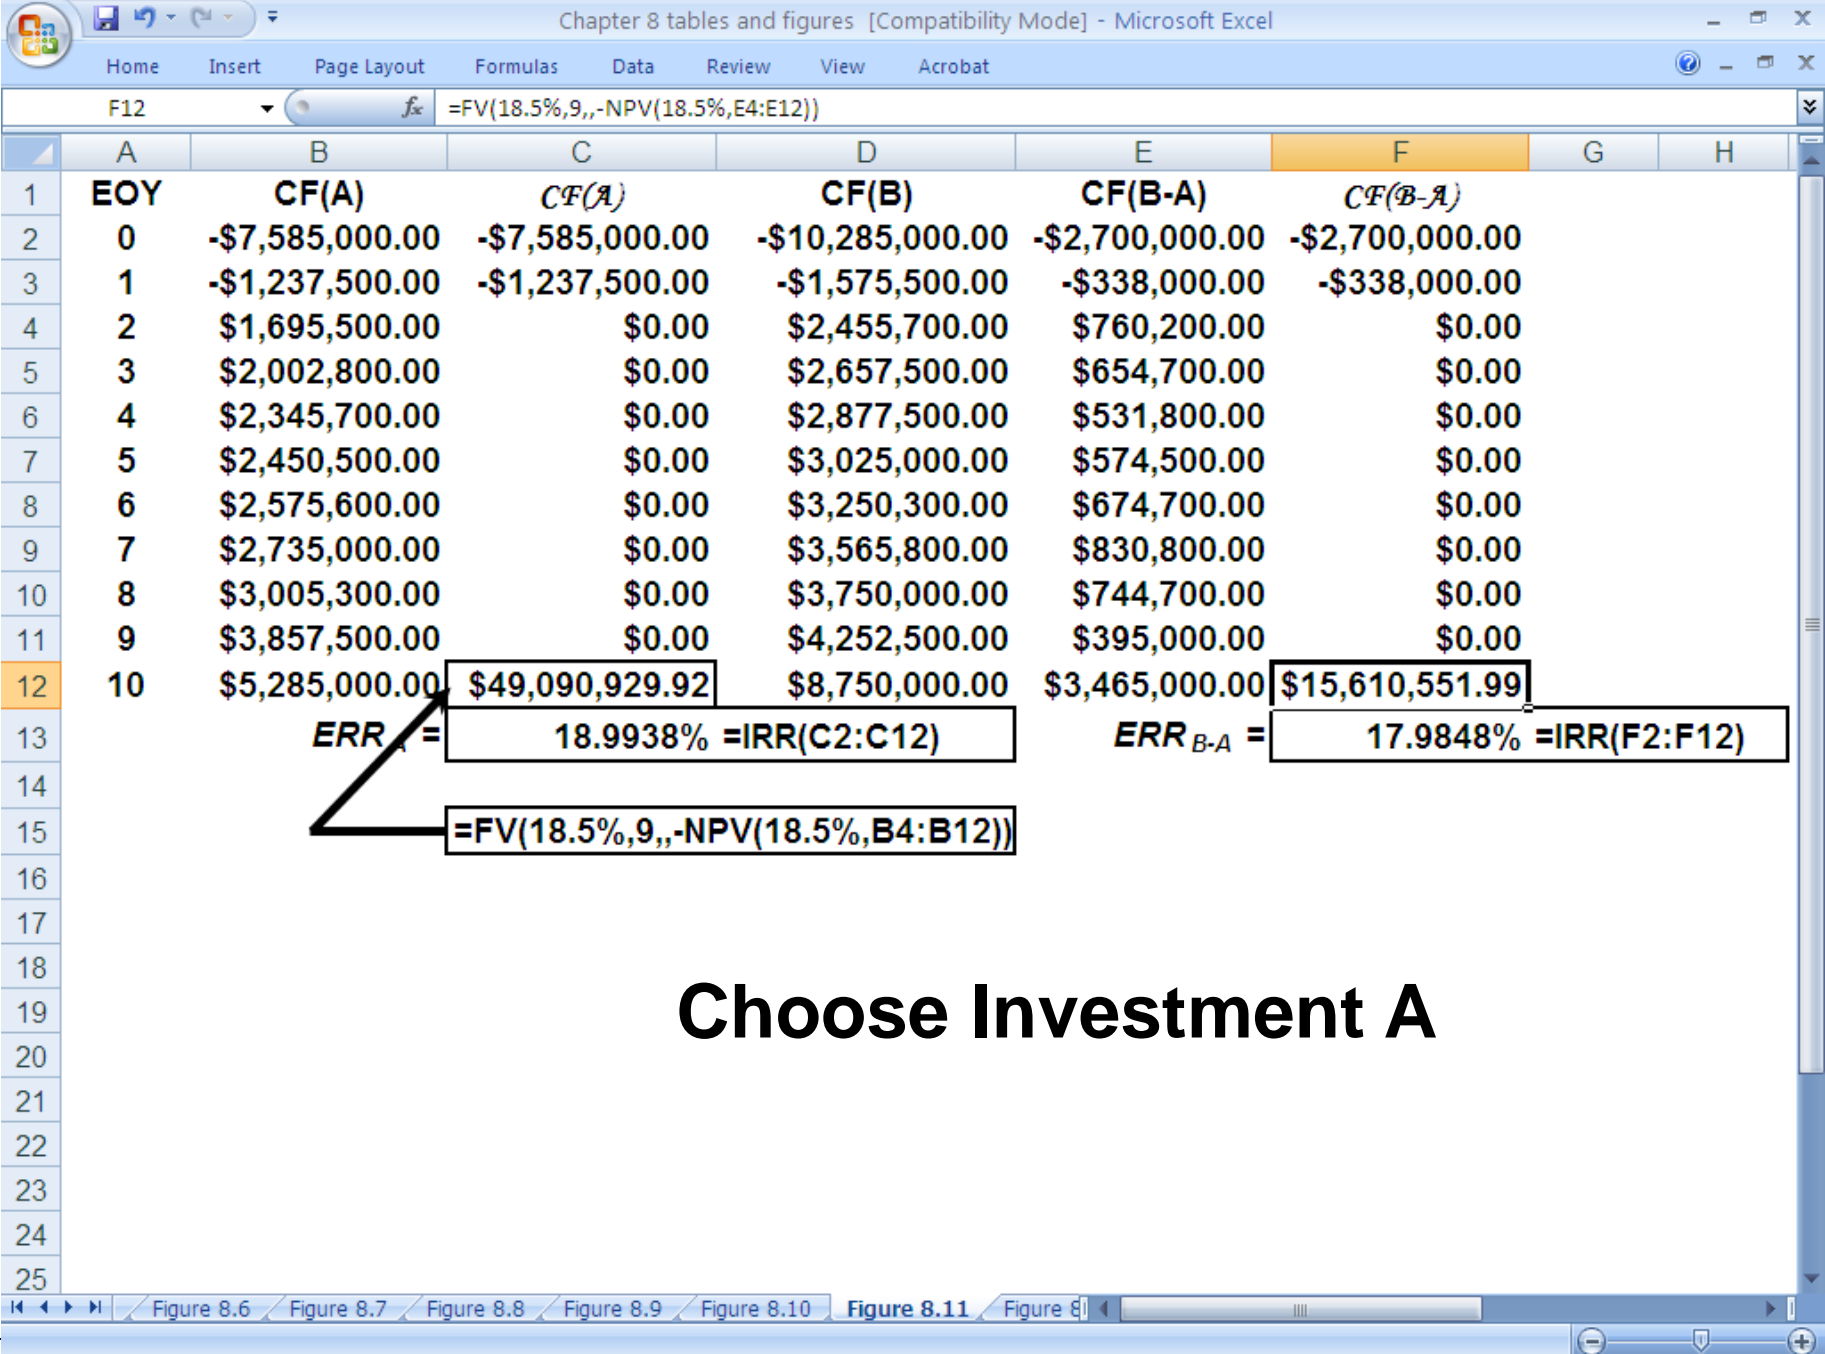 Chapter 8 tables and figures [Compatibility Mode] - Microsoft Excel
Home Insert Page Layout Formulas Data Review View Acrobat
F12 fx =FV(18.5%,9,,-NPV(18.5%,E4:E12))
A B C D E F G H
1 EOY CF(A) CF(A) CF(B) CF(B-A) CF(B-A)
2 0 -$7,585,000.00 -$7,585,000.00 -$10,285,000.00 -$2,700,000.00 -$2,700,000.00
3 1 -$1,237,500.00 -$1,237,500.00 -$1,575,500.00 -$338,000.00 -$338,000.00
4 2 $1,695,500.00 $0.00 $2,455,700.00 $760,200.00 $0.00
5 3 $2,002,800.00 $0.00 $2,657,500.00 $654,700.00 $0.00
6 4 $2,345,700.00 $0.00 $2,877,500.00 $531,800.00 $0.00
7 5 $2,450,500.00 $0.00 $3,025,000.00 $574,500.00 $0.00
8 6 $2,575,600.00 $0.00 $3,250,300.00 $674,700.00 $0.00
9 7 $2,735,000.00 $0.00 $3,565,800.00 $830,800.00 $0.00
10 8 $3,005,300.00 $0.00 $3,750,000.00 $744,700.00 $0.00
11 9 $3,857,500.00 $0.00 $4,252,500.00 $395,000.00 $0.00
12 10 $5,285,000.00 $49,090,929.92 $8,750,000.00 $3,465,000.00 $15,610,551.99
13 ERR A = 18.9938% =IRR(C2:C12) ERR B-A = 17.9848% =IRR(F2:F12)
14
15 =FV(18.5%,9,,-NPV(18.5%,B4:B12))
16
17
18
19 Choose Investment A
20
21
22
23
24
25
Figure 8.6 Figure 8.7 Figure 8.8 Figure 8.9 Figure 8.10 Figure 8.11 Figure 8